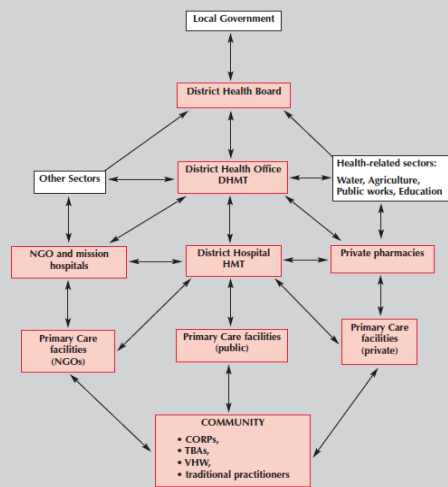 Local Government
District Health Board
Other Sectors
District Health Office
DHMT
Health-related sectors:
Water, Agriculture,
Public works, Education
NGO and mission
hospitals
District Hospital
HMT
Private pharmacies
Primary Care
facilities
(NGOs)
Primary Care facilities
(public)
Primary Care
facilities
(private)
COMMUNITY
• CORPs,
• TBAs,
• VHW,
• traditional practitioners